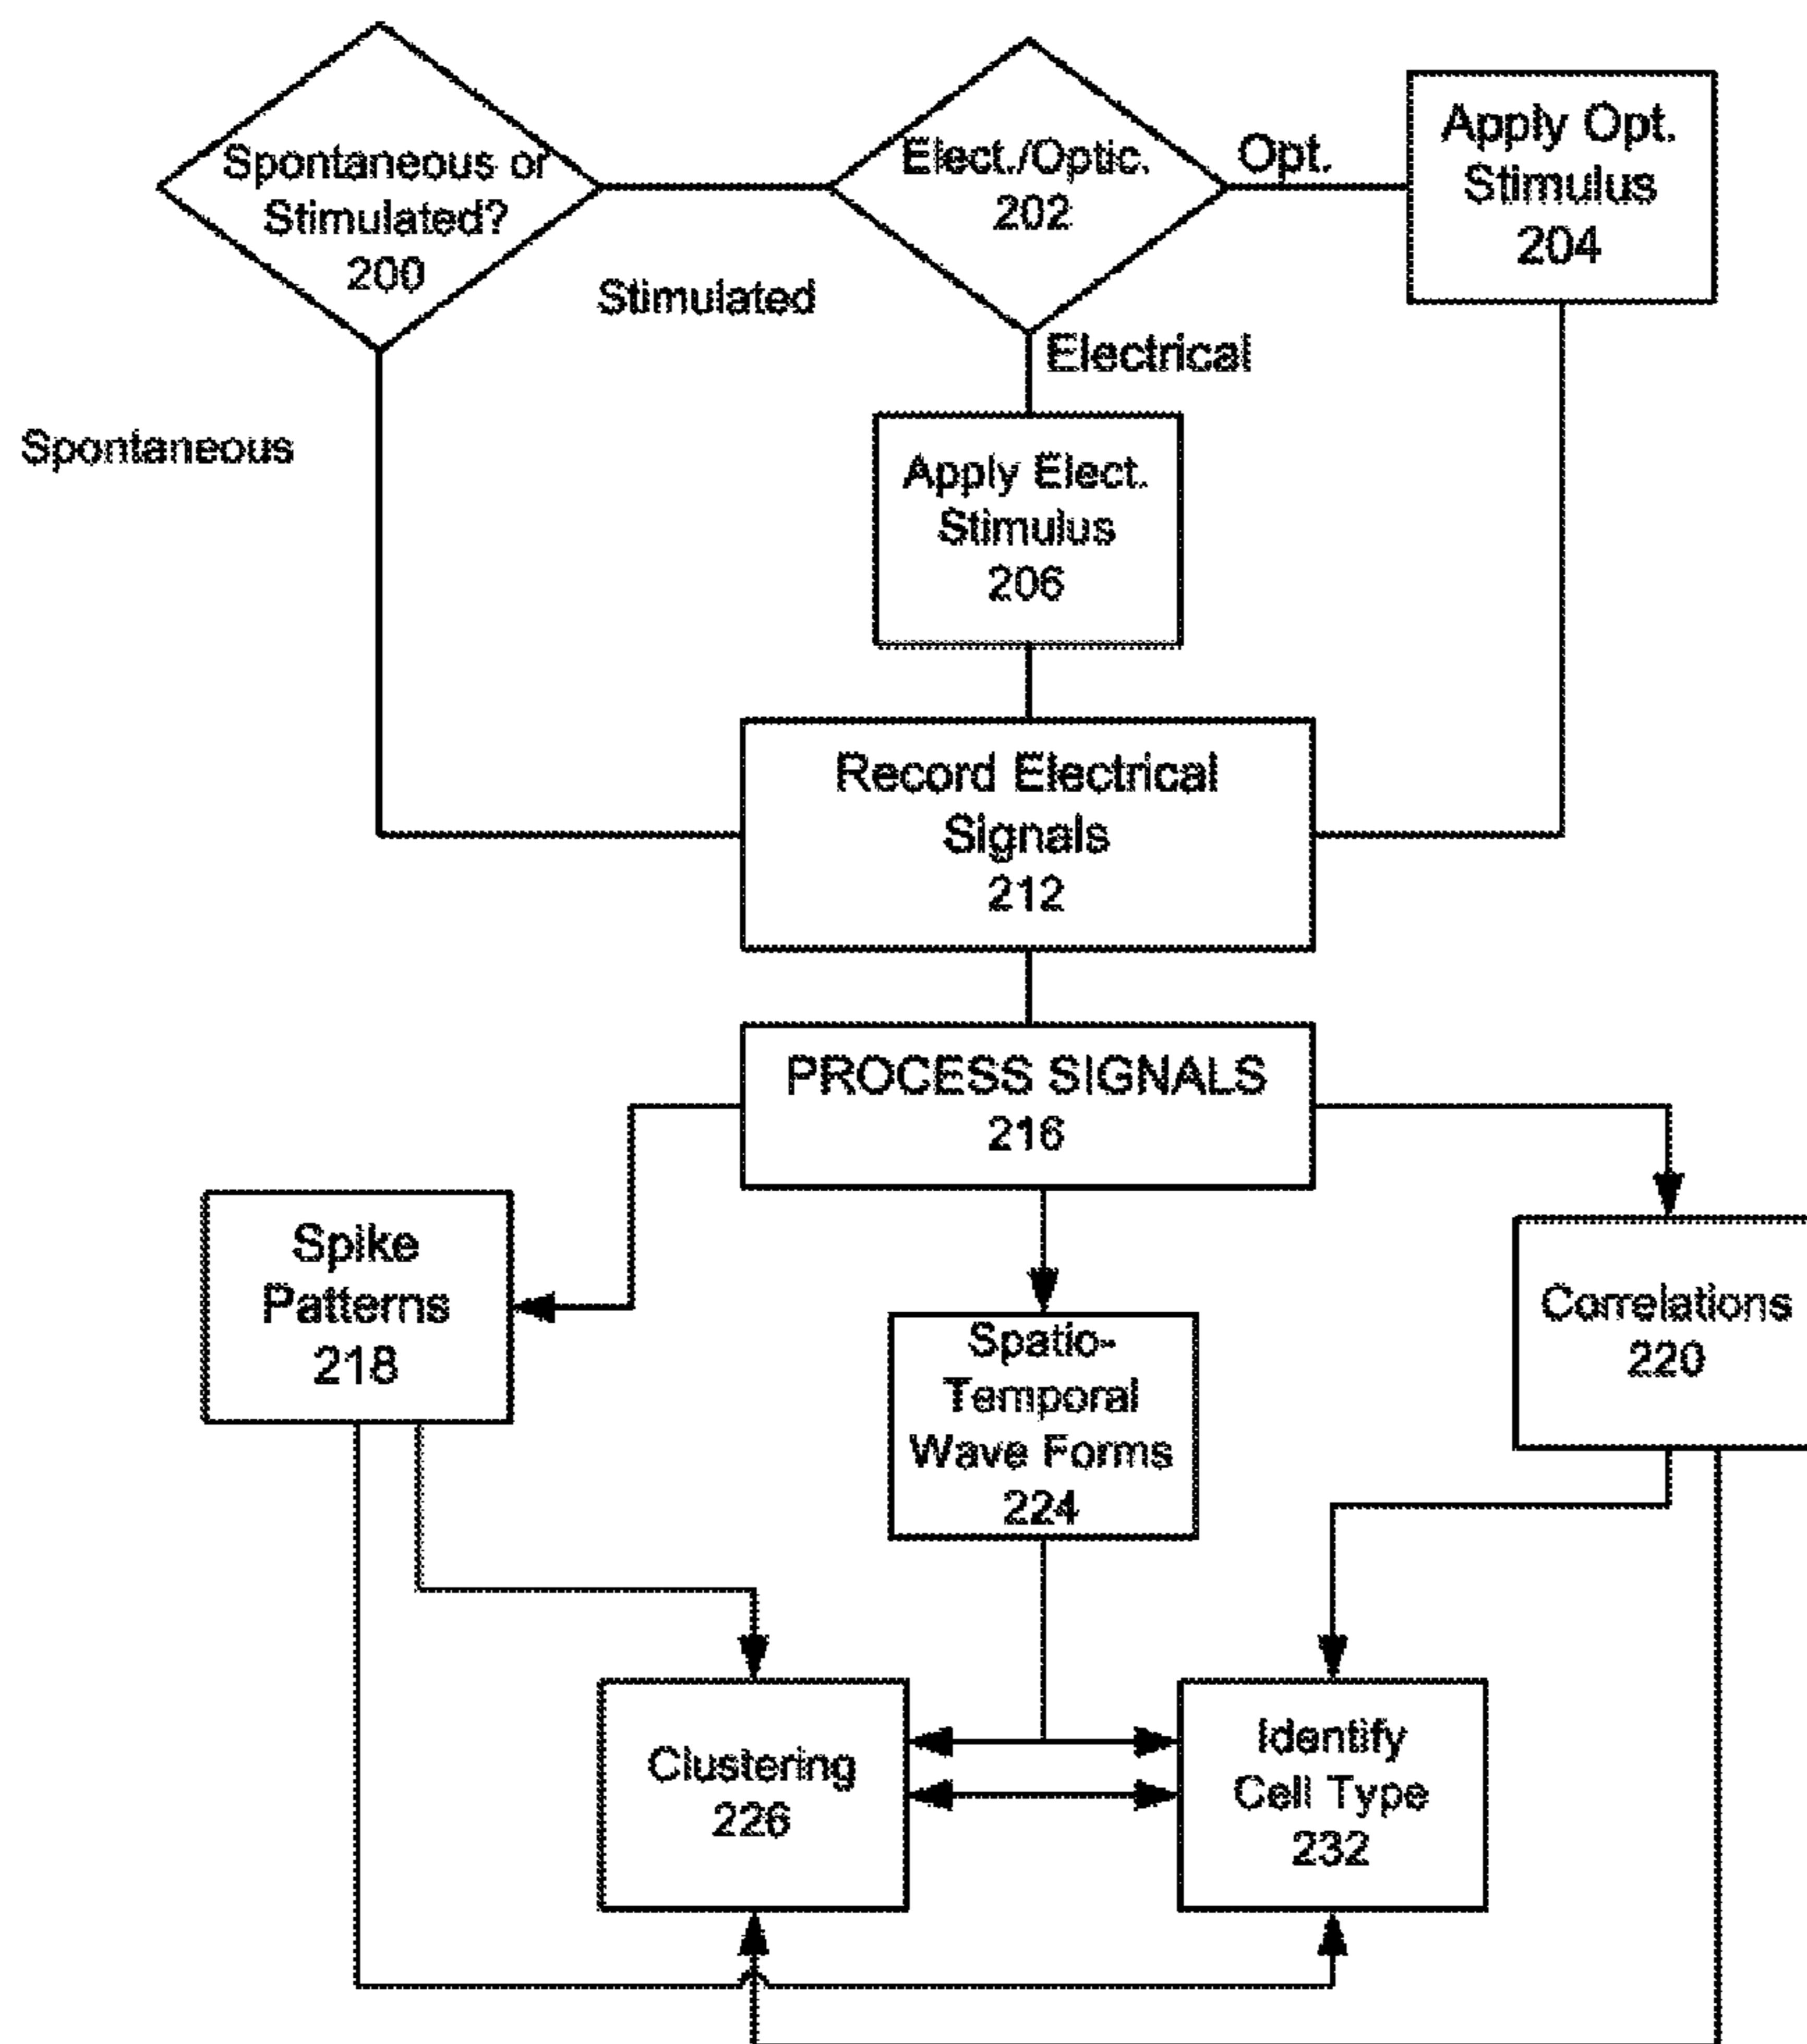 Spontaneous or
Stimulated?
200
Elect./Optic.
202
Opt.
Apply Opt.
Stimulus
204
Stimulated
Electrical
Spontaneous
Apply Elect.
Stimulus
206
Record Electrical
Signals
212
PROCESS SIGNALS
216
Spike
Patterns
218
Spatio-
Temporal
Wave Forms
224
Correlations
220
Clustering
226
Identify
Cell Type
232